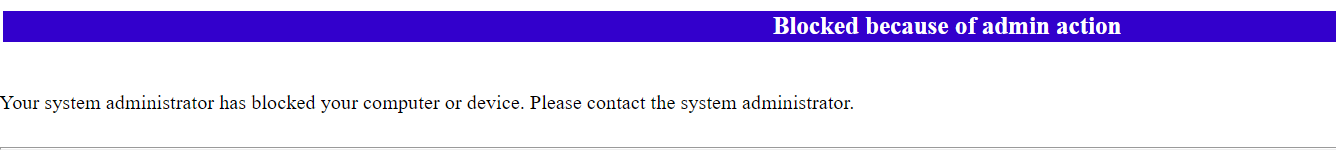 Blocked because of admin action
Your system administrator has blocked your computer or device. Please contact the system administrator.